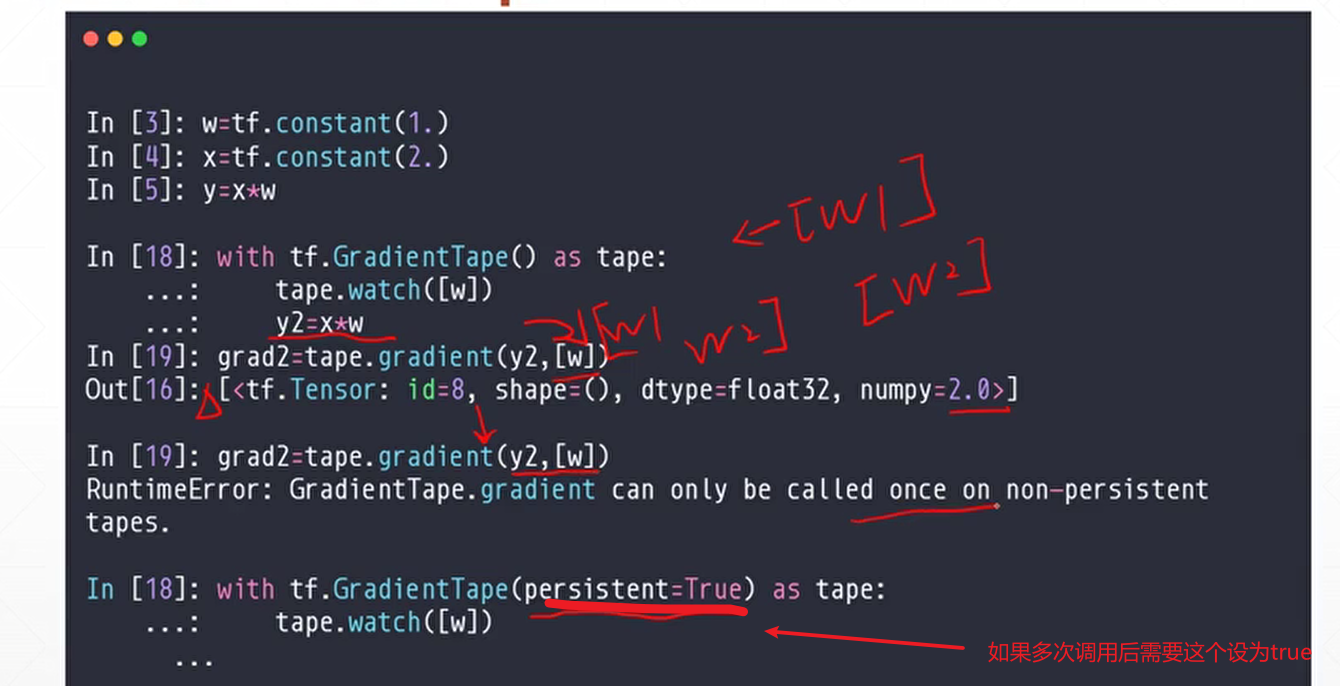 In [3]: w=tf.constant(1.)
In [4]: x=tf.constant(2.)
In [5]: y=x*w
← [W1]
In [18]: with tf.GradientTape() as tape:
...: tape.watch([w])
[W2]
...: y2=x*w
[W1 W2]
In [19]: grad2=tape.gradient(y2,[w])
Out[16]: [<tf.Tensor: id=8, shape=(), dtype=float32, numpy=2.0>]
In [19]: grad2=tape.gradient(y2,[w])
RuntimeError: GradientTape.gradient can only be called once on non-persistent
tapes.
In [18]: with tf.GradientTape(persistent=True) as tape:
...: tape.watch([w])
...
如果多次调用后需要这个设为true